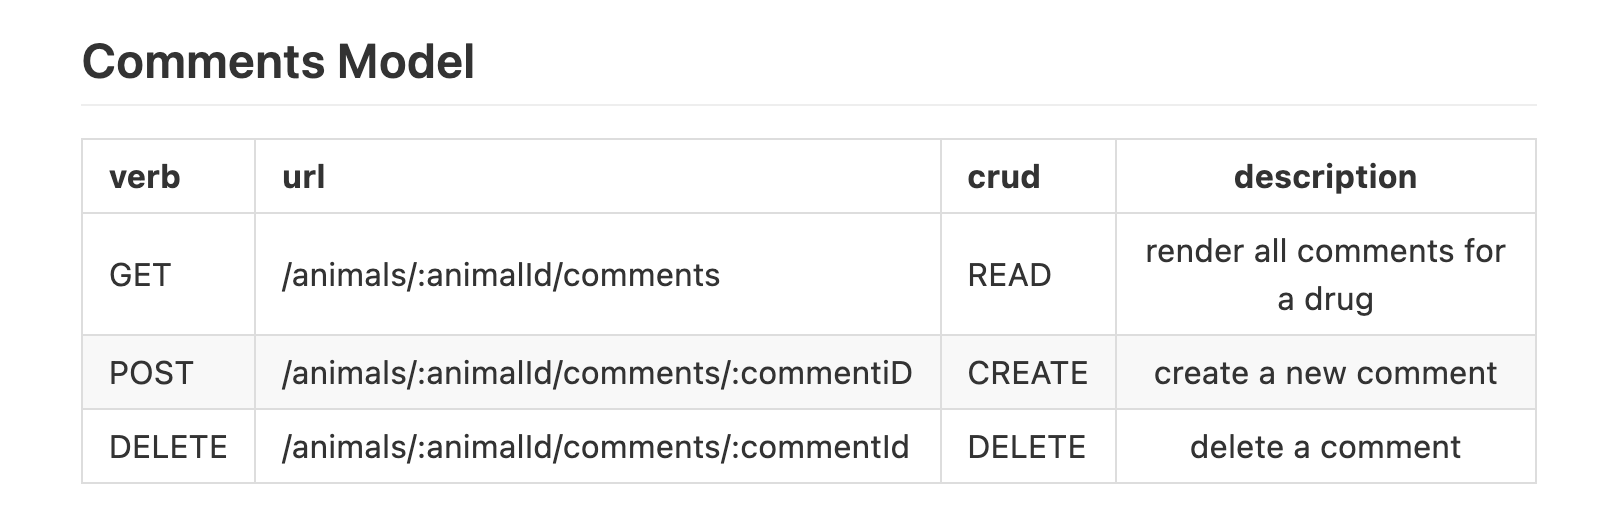 Comments Model
verb url crud description
GET /animals/:animalId/comments READ render all comments for
a drug
POST /animals/:animalId/comments/:commentiD CREATE create a new comment
DELETE /animals/:animalId/comments/:commentId DELETE delete a comment